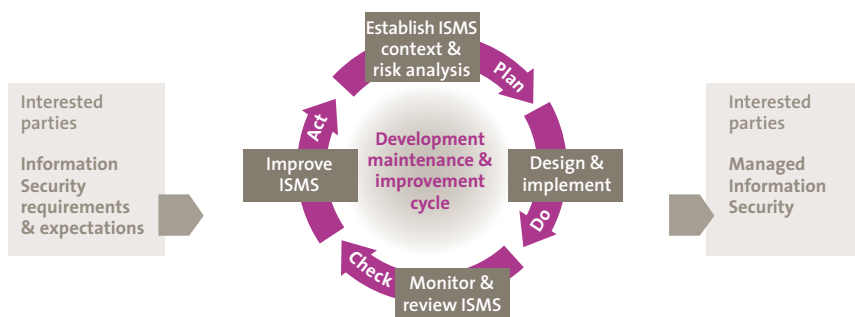 Interested
parties
Information
Security
requirements
& expectations
Establish ISMS
context &
risk analysis
Plan
Design &
implement
Do
Monitor &
review ISMS
Check
Improve
ISMS
Act
Development
maintenance &
improvement
cycle
Interested
parties
Managed
Information
Security